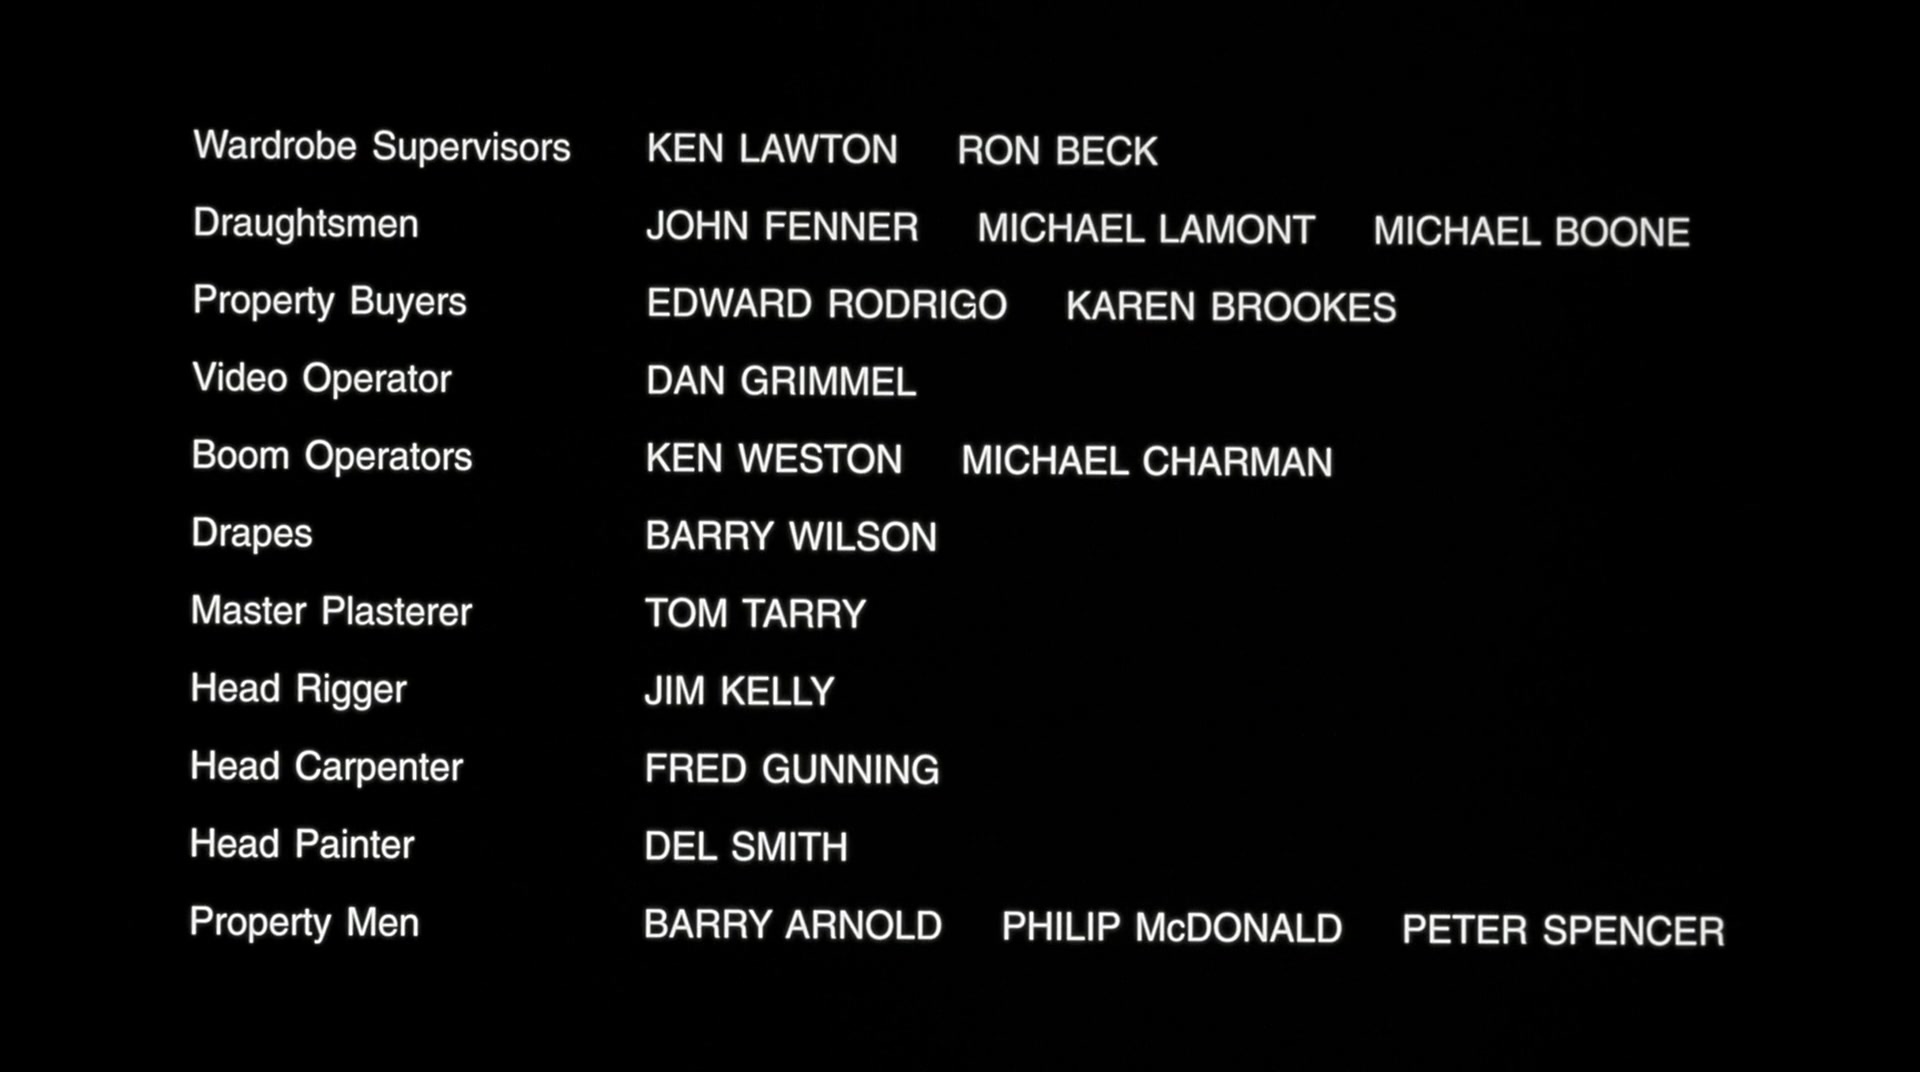 Wardrobe Supervisors KEN LAWTON RON BECK
Draughtsmen JOHN FENNER MICHAEL LAMONT MICHAEL BOONE
Property Buyers EDWARD RODRIGO KAREN BROOKES
Video Operator DAN GRIMMEL
Boom Operators KEN WESTON MICHAEL CHARMAN
Drapes BARRY WILSON
Master Plasterer TOM TARRY
Head Rigger JIM KELLY
Head Carpenter FRED GUNNING
Head Painter DEL SMITH
Property Men BARRY ARNOLD PHILIP McDONALD PETER SPENCER